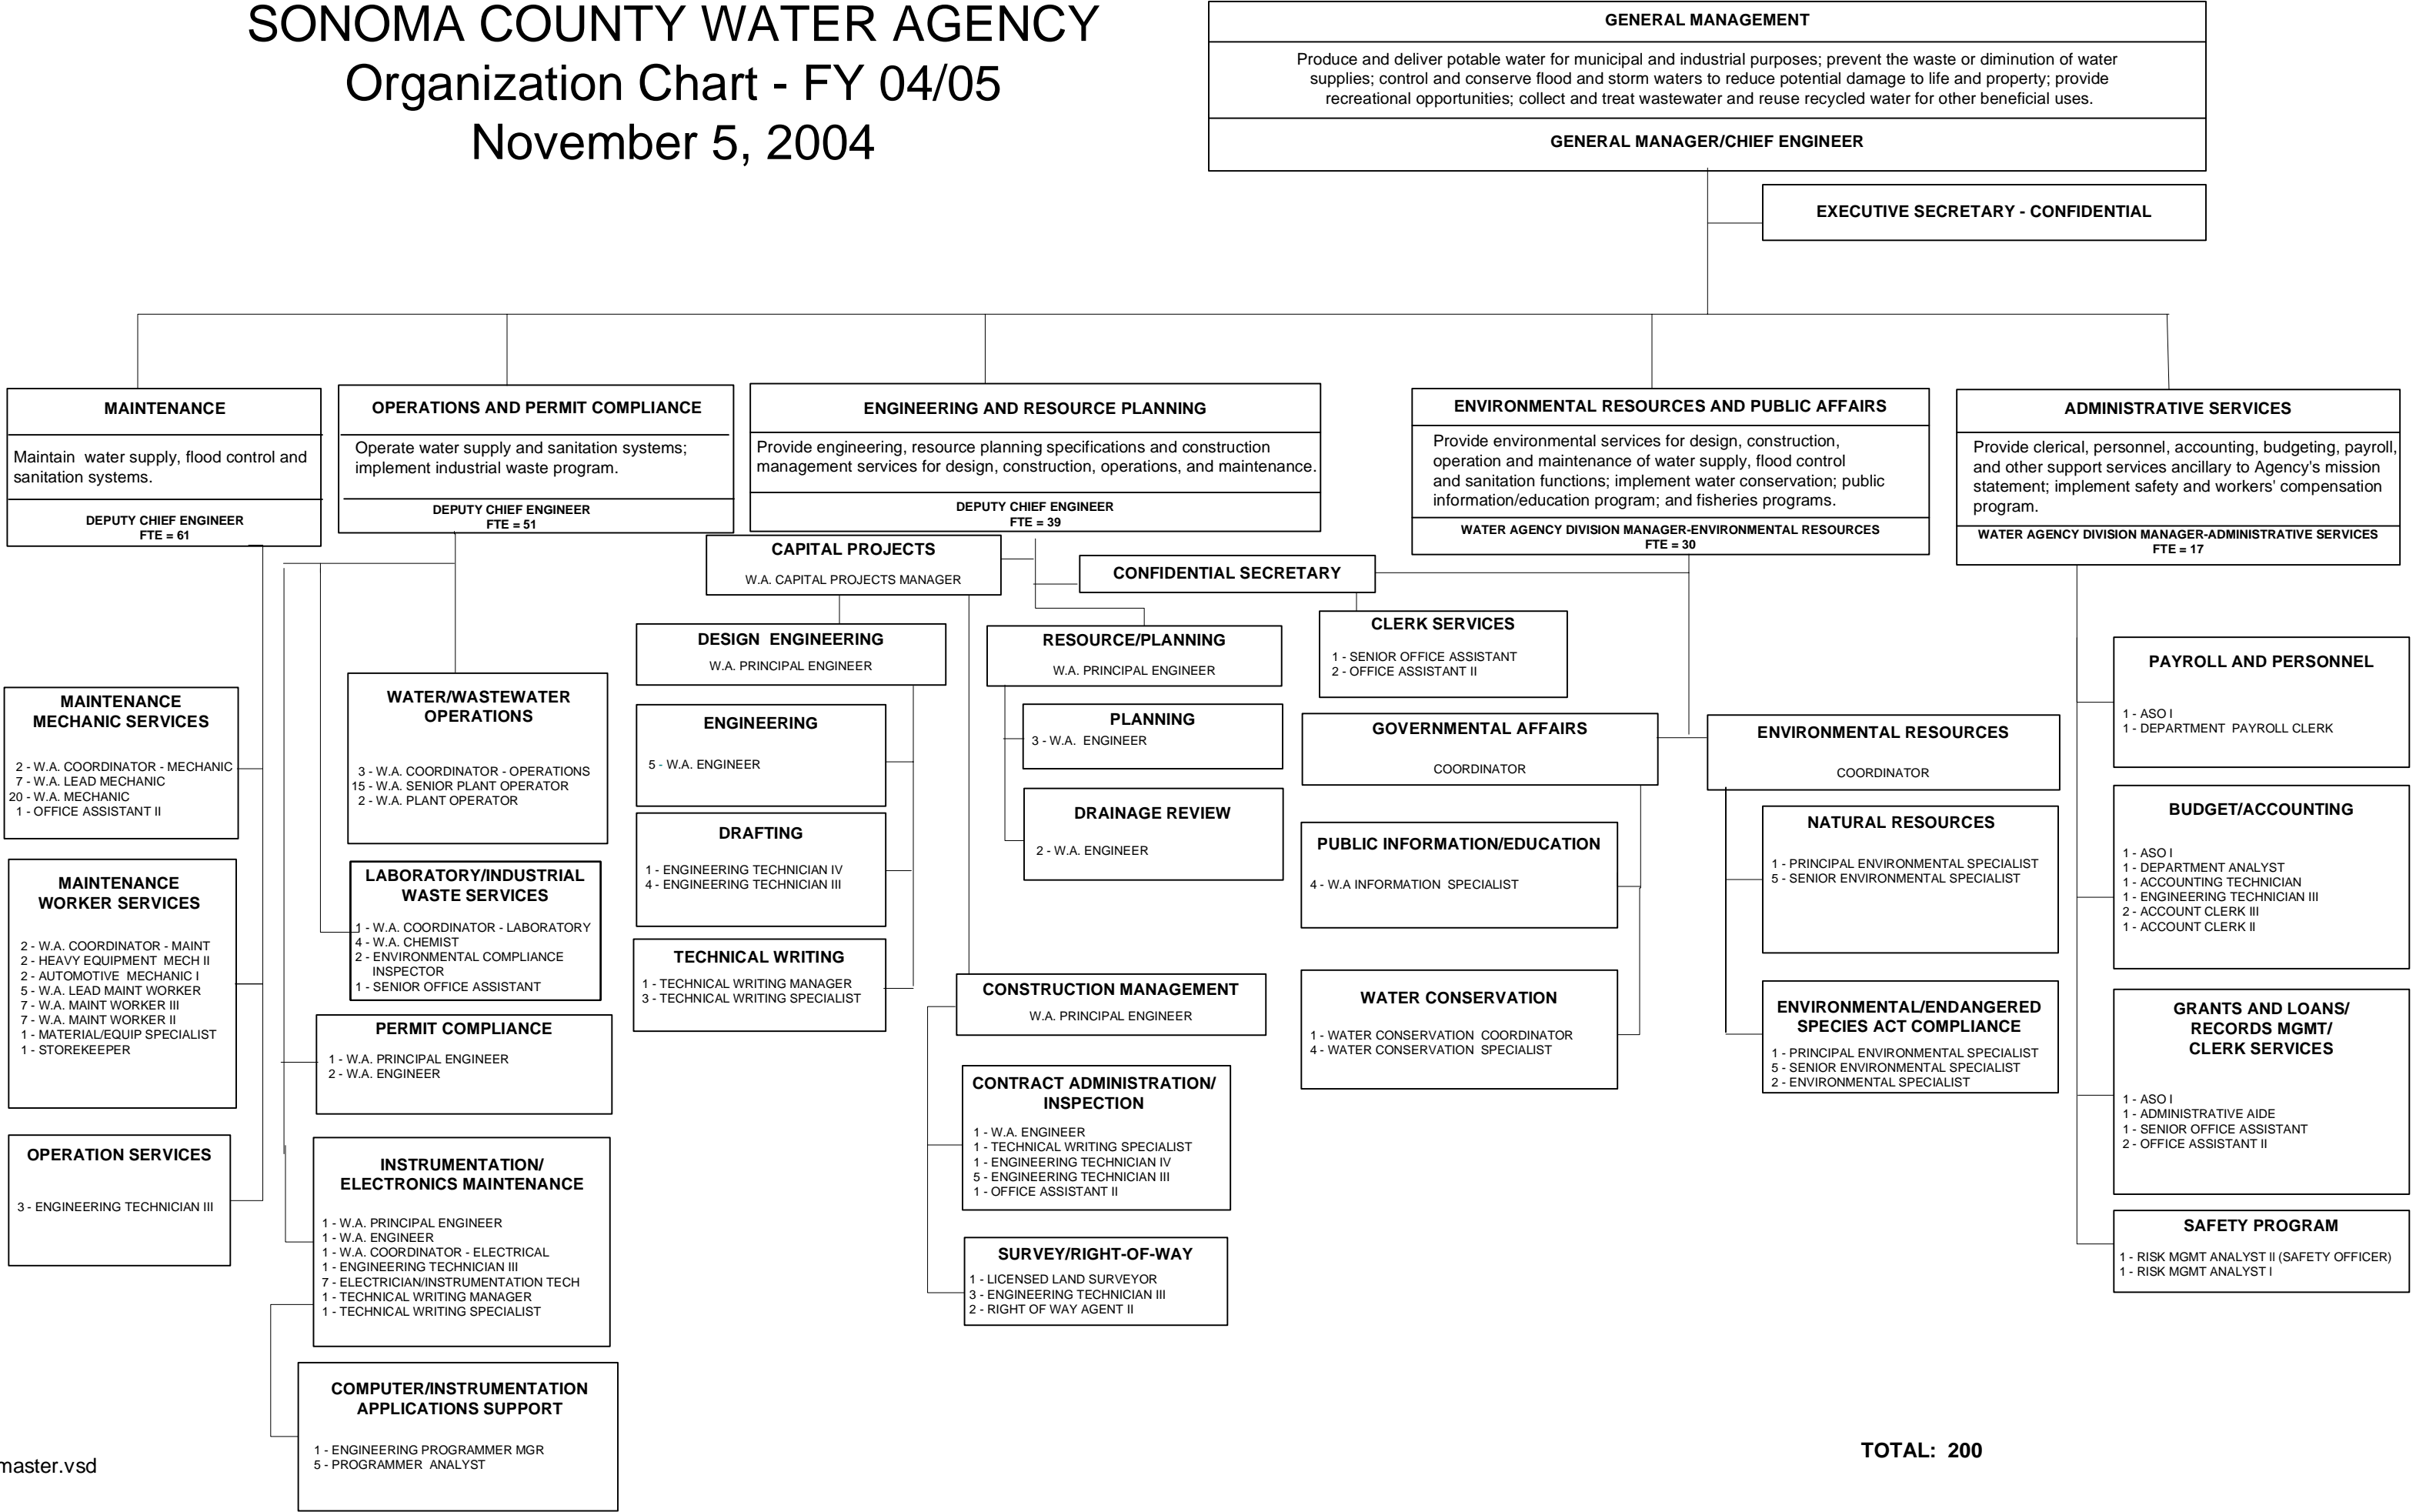 SONOMA COUNTY WATER AGENCY
Organization Chart - FY 04/05
November 5, 2004
GENERAL MANAGEMENT
Produce and deliver potable water for municipal and industrial purposes; prevent the waste or diminution of water
supplies; control and conserve flood and storm waters to reduce potential damage to life and property; provide
recreational opportunities; collect and treat wastewater and reuse recycled water for other beneficial uses.
GENERAL MANAGER/CHIEF ENGINEER
EXECUTIVE SECRETARY - CONFIDENTIAL
MAINTENANCE
Maintain water supply, flood control and
sanitation systems.
DEPUTY CHIEF ENGINEER
FTE = 61
OPERATIONS AND PERMIT COMPLIANCE
Operate water supply and sanitation systems;
implement industrial waste program.
DEPUTY CHIEF ENGINEER
FTE = 51
ENGINEERING AND RESOURCE PLANNING
Provide engineering, resource planning specifications and construction
management services for design, construction, operations, and maintenance.
DEPUTY CHIEF ENGINEER
FTE = 39
ENVIRONMENTAL RESOURCES AND PUBLIC AFFAIRS
Provide environmental services for design, construction,
operation and maintenance of water supply, flood control
and sanitation functions; implement water conservation; public
information/education program; and fisheries programs.
WATER AGENCY DIVISION MANAGER-ENVIRONMENTAL RESOURCES
FTE = 30
ADMINISTRATIVE SERVICES
Provide clerical, personnel, accounting, budgeting, payroll,
and other support services ancillary to Agency's mission
statement; implement safety and workers' compensation
program.
WATER AGENCY DIVISION MANAGER-ADMINISTRATIVE SERVICES
FTE = 17
MAINTENANCE
MECHANIC SERVICES
2 - W.A. COORDINATOR - MECHANIC
7 - W.A. LEAD MECHANIC
20 - W.A. MECHANIC
1 - OFFICE ASSISTANT II
MAINTENANCE
WORKER SERVICES
2 - W.A. COORDINATOR - MAINT
2 - HEAVY EQUIPMENT MECH II
2 - AUTOMOTIVE MECHANIC I
5 - W.A. LEAD MAINT WORKER
7 - W.A. MAINT WORKER III
7 - W.A. MAINT WORKER II
1 - MATERIAL/EQUIP SPECIALIST
1 - STOREKEEPER
OPERATION SERVICES
3 - ENGINEERING TECHNICIAN III
WATER/WASTEWATER
OPERATIONS
3 - W.A. COORDINATOR - OPERATIONS
15 - W.A. SENIOR PLANT OPERATOR
2 - W.A. PLANT OPERATOR
LABORATORY/INDUSTRIAL
WASTE SERVICES
1 - W.A. COORDINATOR - LABORATORY
4 - W.A. CHEMIST
2 - ENVIRONMENTAL COMPLIANCE
INSPECTOR
1 - SENIOR OFFICE ASSISTANT
PERMIT COMPLIANCE
1 - W.A. PRINCIPAL ENGINEER
2 - W.A. ENGINEER
INSTRUMENTATION/
ELECTRONICS MAINTENANCE
1 - W.A. PRINCIPAL ENGINEER
1 - W.A. ENGINEER
1 - W.A. COORDINATOR - ELECTRICAL
1 - ENGINEERING TECHNICIAN III
7 - ELECTRICIAN/INSTRUMENTATION TECH
1 - TECHNICAL WRITING MANAGER
1 - TECHNICAL WRITING SPECIALIST
COMPUTER/INSTRUMENTATION
APPLICATIONS SUPPORT
1 - ENGINEERING PROGRAMMER MGR
5 - PROGRAMMER ANALYST
CAPITAL PROJECTS
W.A. CAPITAL PROJECTS MANAGER
CONFIDENTIAL SECRETARY
DESIGN ENGINEERING
W.A. PRINCIPAL ENGINEER
ENGINEERING
5 - W.A. ENGINEER
DRAFTING
1 - ENGINEERING TECHNICIAN IV
4 - ENGINEERING TECHNICIAN III
TECHNICAL WRITING
1 - TECHNICAL WRITING MANAGER
3 - TECHNICAL WRITING SPECIALIST
RESOURCE/PLANNING
W.A. PRINCIPAL ENGINEER
PLANNING
3 - W.A. ENGINEER
DRAINAGE REVIEW
2 - W.A. ENGINEER
CONSTRUCTION MANAGEMENT
W.A. PRINCIPAL ENGINEER
CONTRACT ADMINISTRATION/
INSPECTION
1 - W.A. ENGINEER
1 - TECHNICAL WRITING SPECIALIST
1 - ENGINEERING TECHNICIAN IV
5 - ENGINEERING TECHNICIAN III
1 - OFFICE ASSISTANT II
SURVEY/RIGHT-OF-WAY
1 - LICENSED LAND SURVEYOR
3 - ENGINEERING TECHNICIAN III
2 - RIGHT OF WAY AGENT II
CLERK SERVICES
1 - SENIOR OFFICE ASSISTANT
2 - OFFICE ASSISTANT II
GOVERNMENTAL AFFAIRS
COORDINATOR
PUBLIC INFORMATION/EDUCATION
4 - W.A INFORMATION SPECIALIST
WATER CONSERVATION
1 - WATER CONSERVATION COORDINATOR
4 - WATER CONSERVATION SPECIALIST
ENVIRONMENTAL RESOURCES
COORDINATOR
NATURAL RESOURCES
1 - PRINCIPAL ENVIRONMENTAL SPECIALIST
5 - SENIOR ENVIRONMENTAL SPECIALIST
ENVIRONMENTAL/ENDANGERED
SPECIES ACT COMPLIANCE
1 - PRINCIPAL ENVIRONMENTAL SPECIALIST
5 - SENIOR ENVIRONMENTAL SPECIALIST
2 - ENVIRONMENTAL SPECIALIST
PAYROLL AND PERSONNEL
1 - ASO I
1 - DEPARTMENT PAYROLL CLERK
BUDGET/ACCOUNTING
1 - ASO I
1 - DEPARTMENT ANALYST
1 - ACCOUNTING TECHNICIAN
1 - ENGINEERING TECHNICIAN III
2 - ACCOUNT CLERK III
1 - ACCOUNT CLERK II
GRANTS AND LOANS/
RECORDS MGMT/
CLERK SERVICES
1 - ASO I
1 - ADMINISTRATIVE AIDE
1 - SENIOR OFFICE ASSISTANT
2 - OFFICE ASSISTANT II
SAFETY PROGRAM
1 - RISK MGMT ANALYST II (SAFETY OFFICER)
1 - RISK MGMT ANALYST I
TOTAL: 200
master.vsd